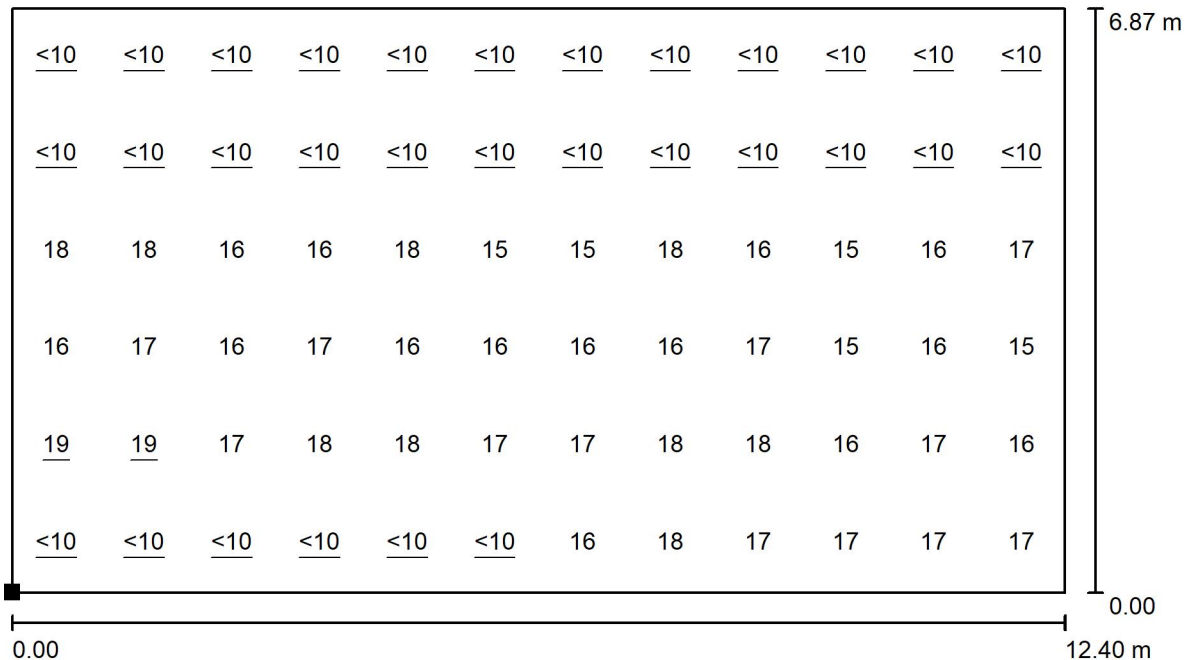 6.87 m
<10 <10 <10 <10 <10 <10 <10 <10 <10 <10 <10 <10
<10 <10 <10 <10 <10 <10 <10 <10 <10 <10 <10 <10
18 18 16 16 18 15 15 18 16 15 16 17
16 17 16 17 16 16 16 16 17 15 16 15
19 19 17 18 18 17 17 18 18 16 17 16
<10 <10 <10 <10 <10 <10 16 18 17 17 17 17
0.00
0.00 12.40 m